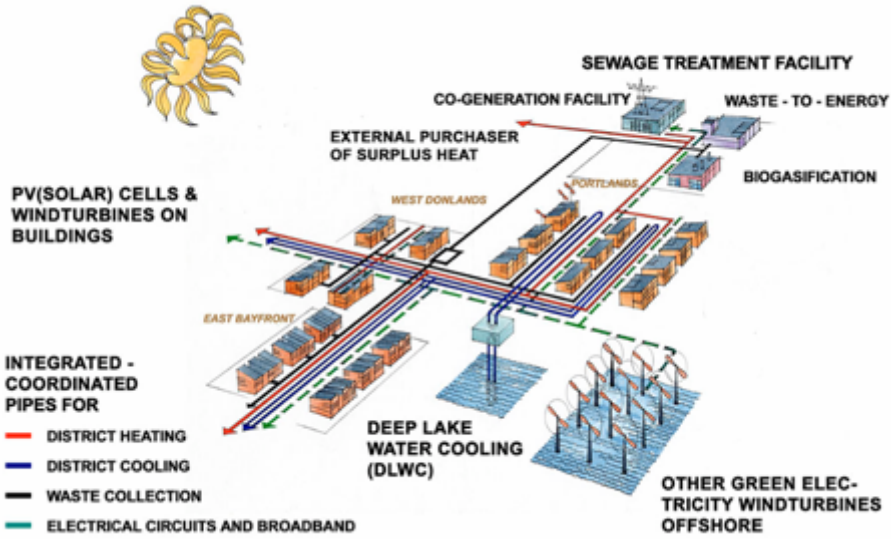 SEWAGE TREATMENT FACILITY
CO-GENERATION FACILITY
WASTE - TO - ENERGY
EXTERNAL PURCHASER
OF SURPLUS HEAT
BIOGASIFICATION
PORTLANDS
PV(SOLAR) CELLS &
WINDTURBINES ON
BUILDINGS
WEST DONLANDS
EAST BAYFRONT
INTEGRATED -
COORDINATED
PIPES FOR
DISTRICT HEATING
DISTRICT COOLING
WASTE COLLECTION
ELECTRICAL CIRCUITS AND BROADBAND
DEEP LAKE
WATER COOLING
(DLWC)
OTHER GREEN ELEC-
TRICITY WINDTURBINES
OFFSHORE